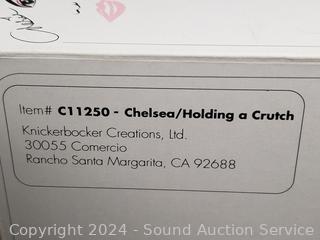 Item# C11250 - Chelsea/Holding a Crutch
Knickerbocker Creations, Ltd.
30055 Comercio
Rancho Santa Margarita, CA 92688
Copyright 2024 - Sound Auction Service